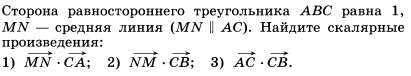 Сторона равностороннего треугольника ABC равна 1,
MN — средняя линия (MN ∥ AC). Найдите скалярные
произведения:
1) $\overrightarrow{MN} \cdot \overrightarrow{CA}$; 2) $\overrightarrow{NM} \cdot \overrightarrow{CB}$; 3) $\overrightarrow{AC} \cdot \overrightarrow{CB}$.